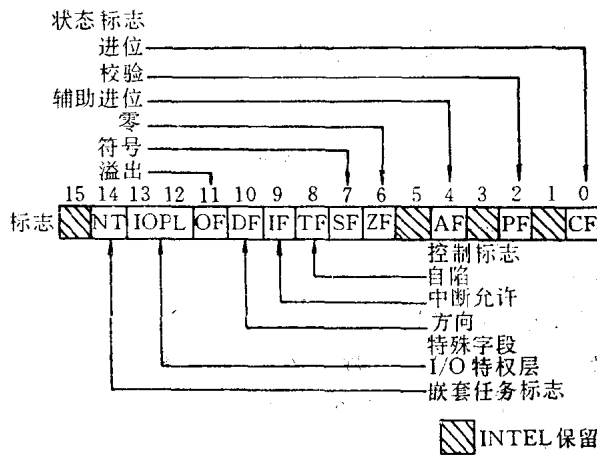 状态标志
进位
校验
辅助进位
零
符号
溢出
15 14 13 12 11 10 9 8 7 6 5 4 3 2 1 0
标志 NT IOPL OF DF IF TF SF ZF AF PF CF
控制标志
自陷
中断允许
方向
特殊字段
I/O特权层
嵌套任务标志
INTEL保留